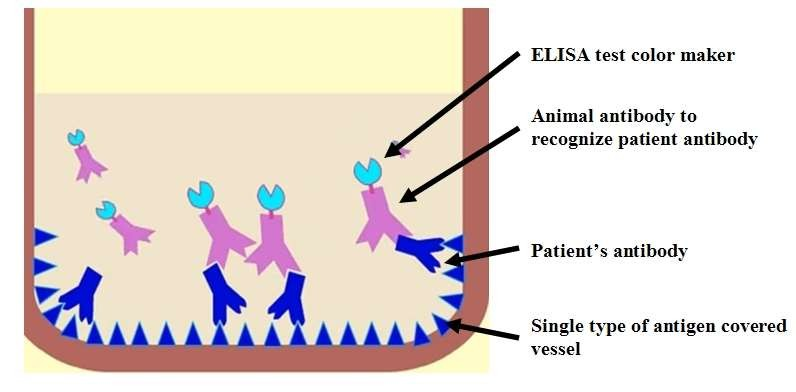 ELISA test color maker
Animal antibody to
recognize patient antibody
Patient’s antibody
Single type of antigen covered
vessel